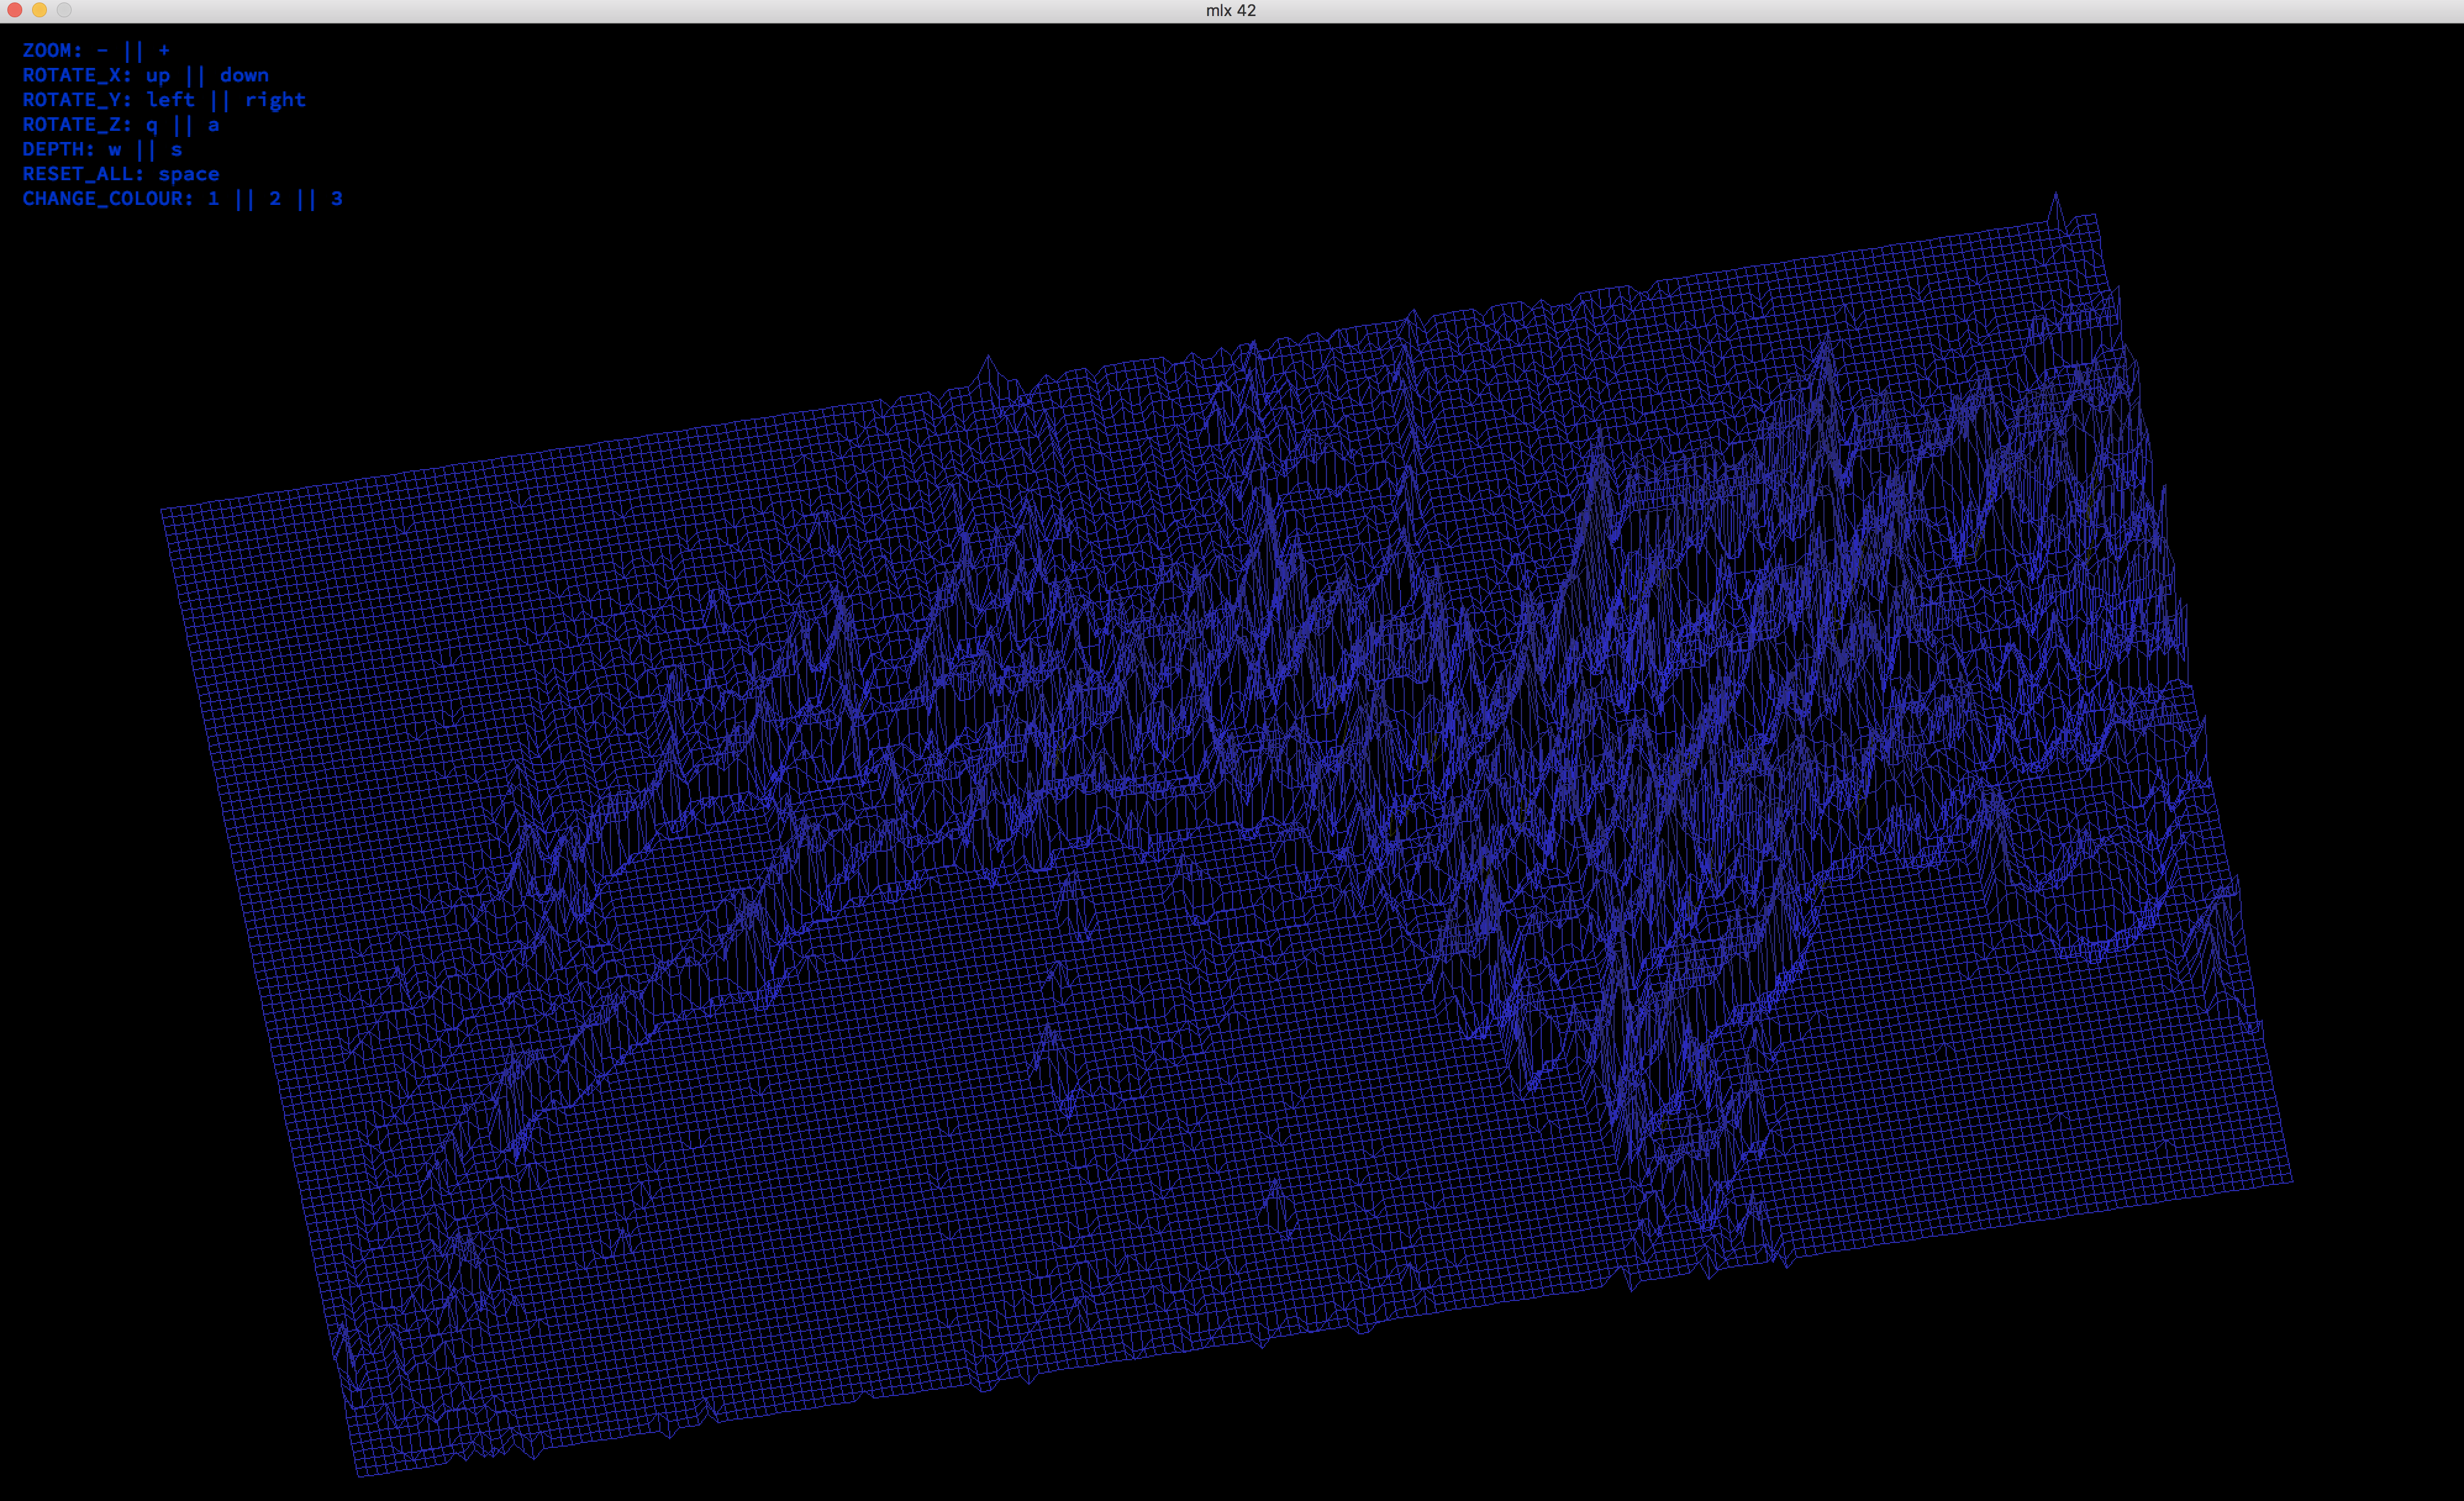 mlx 42
ZOOM: - || +
ROTATE_X: up || down
ROTATE_Y: left || right
ROTATE_Z: q || a
DEPTH: w || s
RESET_ALL: space
CHANGE_COLOUR: 1 || 2 || 3